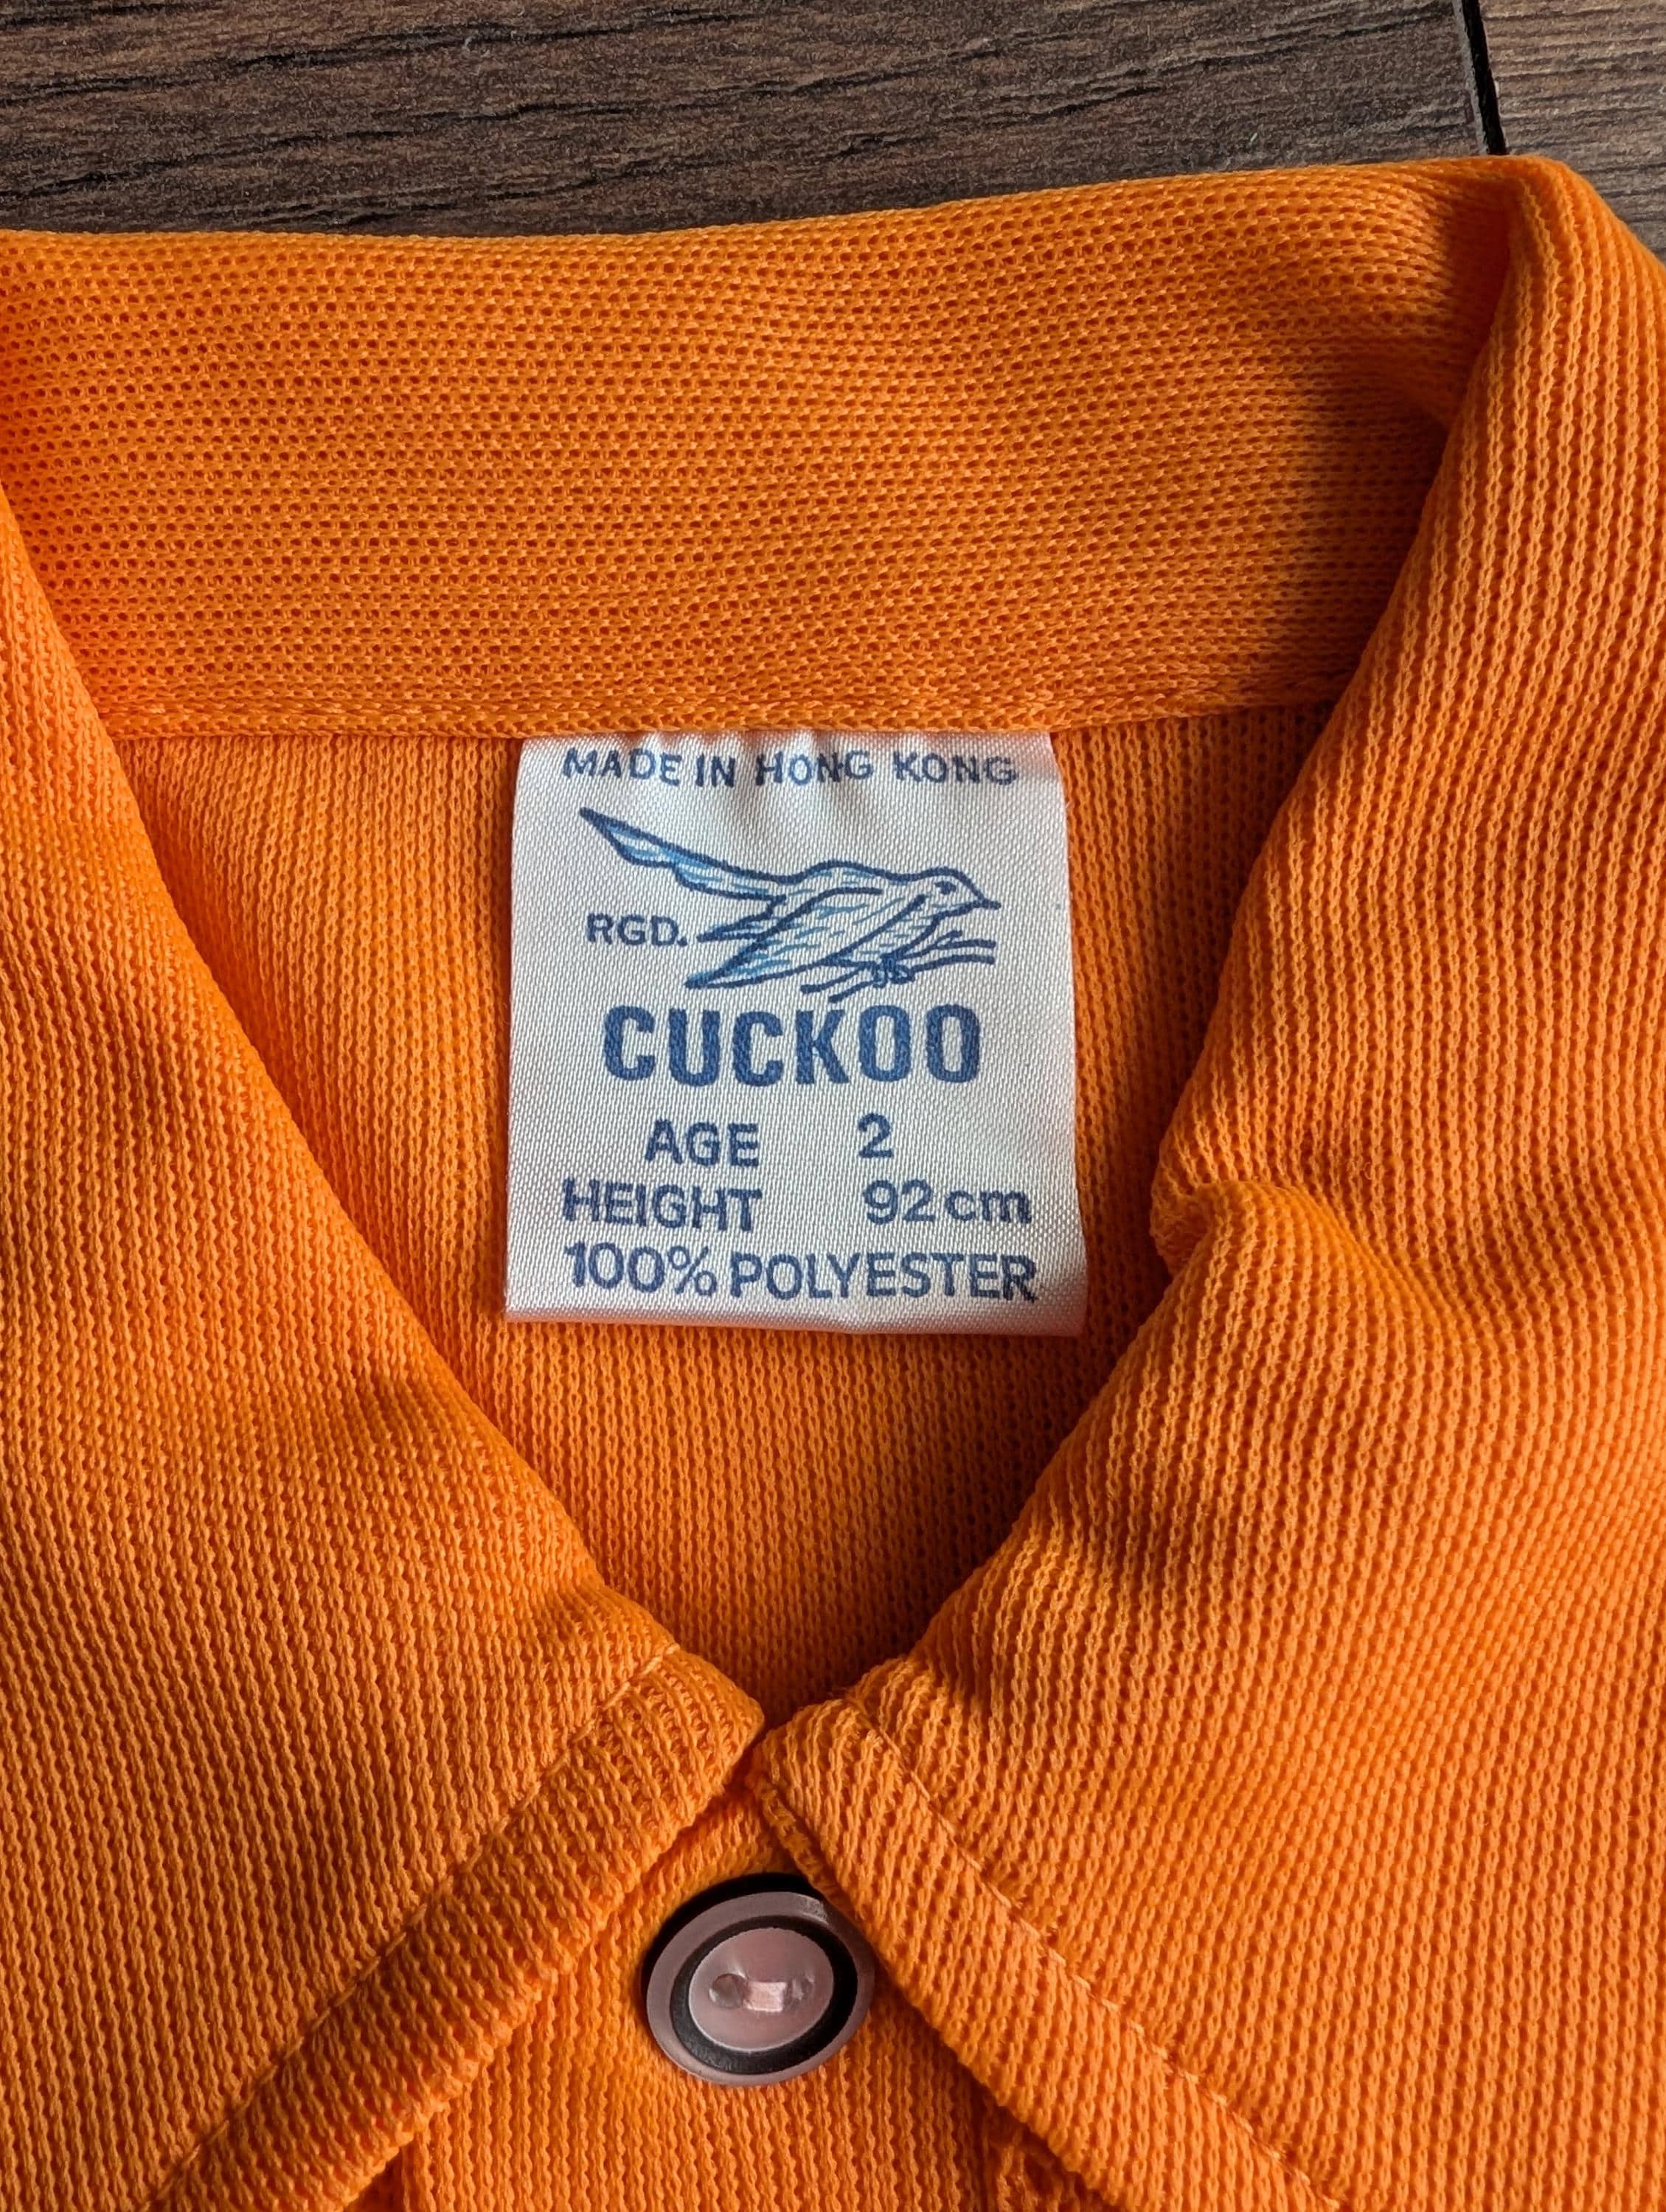 MADE IN HONG KONG
RGD.
CUCKOO
AGE 2
HEIGHT 92cm
100% POLYESTER